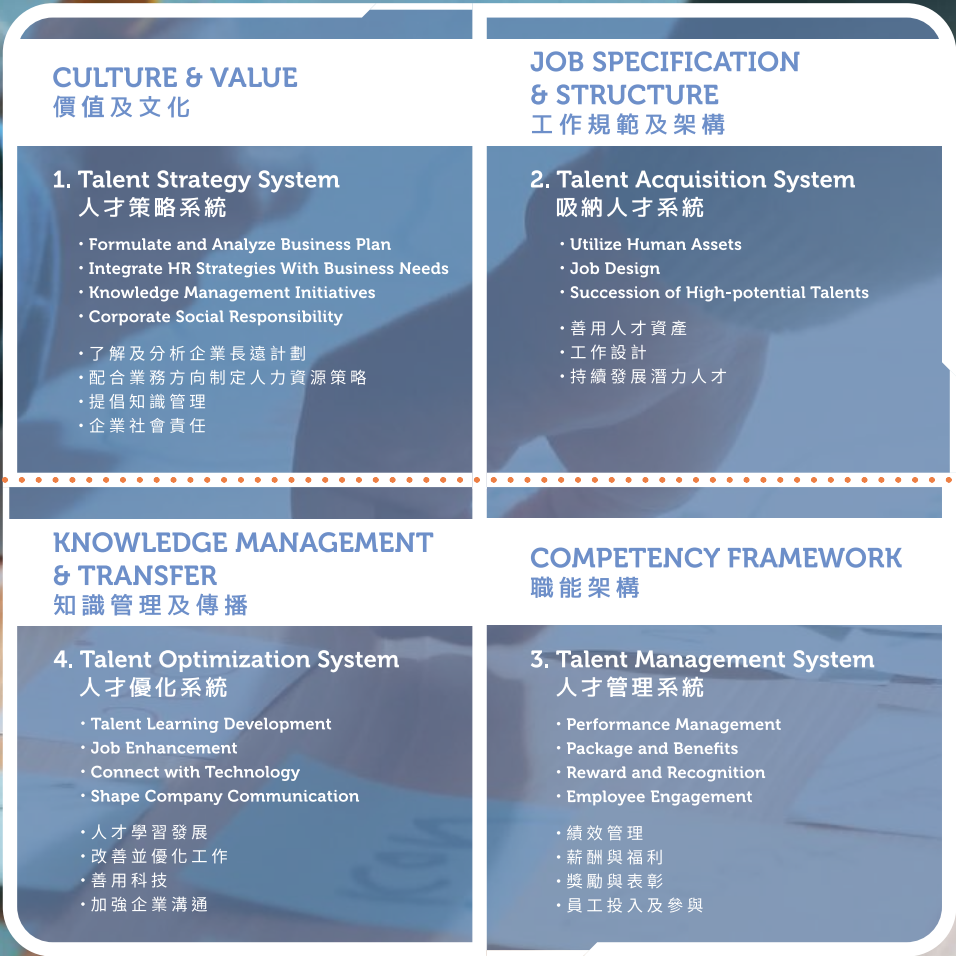 CULTURE & VALUE
價值及文化
1. Talent Strategy System
人才策略系統
• Formulate and Analyze Business Plan
• Integrate HR Strategies With Business Needs
• Knowledge Management Initiatives
• Corporate Social Responsibility
• 了解及分析企業長遠計劃
• 配合業務方向制定人力資源策略
• 提倡知識管理
• 企業社會責任
JOB SPECIFICATION
& STRUCTURE
工作規範及架構
2. Talent Acquisition System
吸納人才系統
• Utilize Human Assets
• Job Design
• Succession of High-potential Talents
• 善用人才資產
• 工作設計
• 持續發展潛力人才
KNOWLEDGE MANAGEMENT
& TRANSFER
知識管理及傳播
4. Talent Optimization System
人才優化系統
• Talent Learning Development
• Job Enhancement
• Connect with Technology
• Shape Company Communication
• 人才學習發展
• 改善並優化工作
• 善用科技
• 加強企業溝通
COMPETENCY FRAMEWORK
職能架構
3. Talent Management System
人才管理系統
• Performance Management
• Package and Benefits
• Reward and Recognition
• Employee Engagement
• 績效管理
• 薪酬與福利
• 獎勵與表彰
• 員工投入及參與